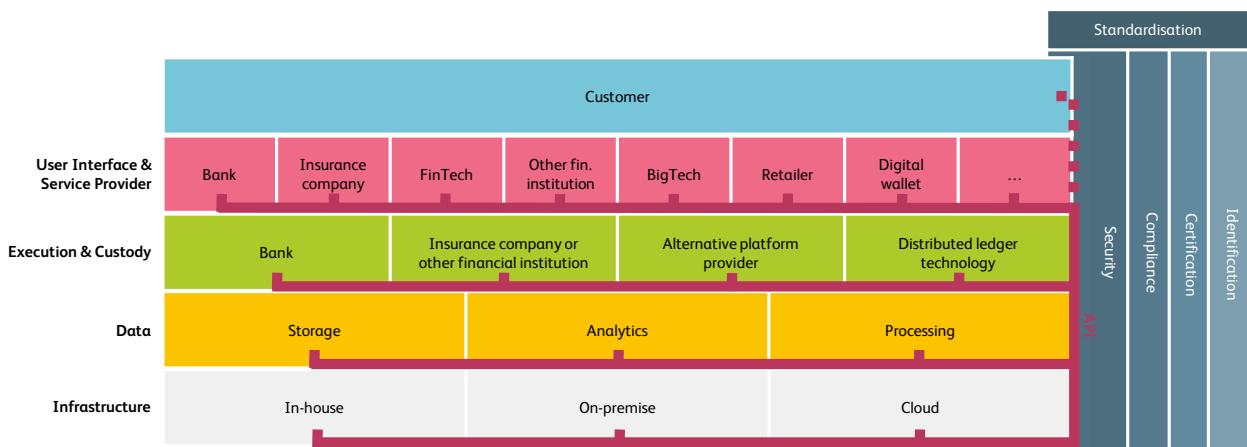 Standardisation
Customer
User Interface &
Service Provider
Bank
Insurance
company
FinTech
Other fin.
institution
BigTech
Retailer
Digital
wallet
...
Execution & Custody
Bank
Insurance company or
other financial institution
Alternative platform
provider
Distributed ledger
technology
Data
Storage
Analytics
Processing
Infrastructure
In-house
On-premise
Cloud
API
Security
Compliance
Certification
Identification